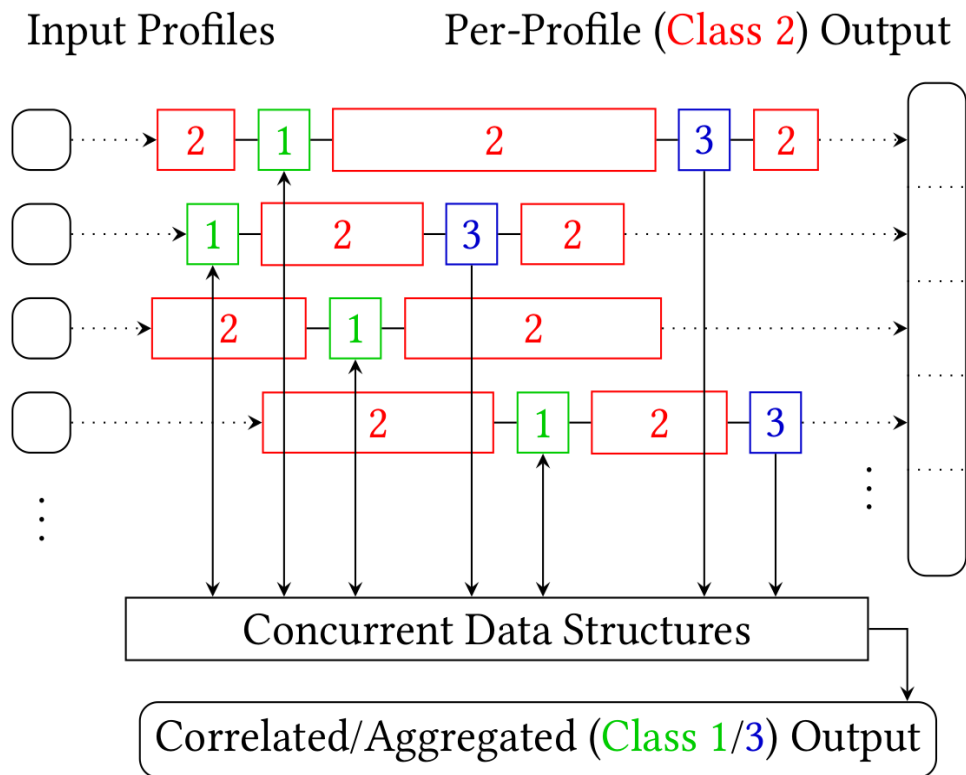 Input Profiles Per-Profile (Class 2) Output
2 1 2 3 2
1 2 3 2
2 1 2
2 1 2 3
Concurrent Data Structures
Correlated/Aggregated (Class 1/3) Output